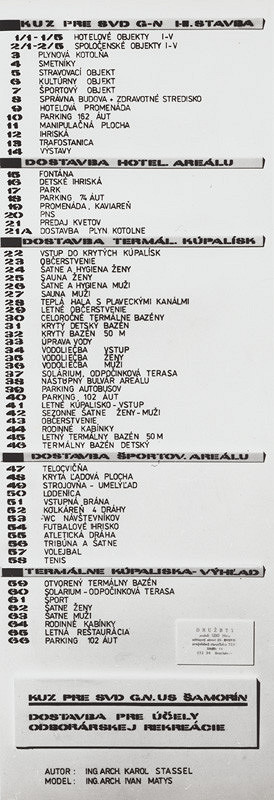 KUZ PRE SVD G-N HL.STAVBA
1/1-1/5 HOTELOVÉ OBJEKTY I-V
2/1-2/5 SPOLOČENSKÉ OBJEKTY I-V
3 PLYNOVÁ KOTOLŇA
4 SMETNÍKY
5 STRAVOVACÍ OBJEKT
6 KULTÚRNY OBJEKT
7 ŠPORTOVÝ OBJEKT
8 SPRÁVNA BUDOVA + ZDRAVOTNÉ STREDISKO
9 HOTELOVÁ PROMENÁDA
10 PARKING 162 ÁUT
11 MANIPULAČNÁ PLOCHA
12 IHRISKÁ
13 TRAFOSTANICA
14 VÝSTAVY
DOSTAVBA HOTEL. AREÁLU
15 FONTÁNA
16 DETSKÉ IHRISKÁ
17 PARK
18 PARKING 74 ÁUT
19 PROMENÁDA, KAVIAREŇ
20 PNS
21 PREDAJ KVETOV
21/A DOSTAVBA PLYN KOTOLNE
DOSTAVBA TERMÁL. KÚPALÍSK
22 VSTUP DO KRYTÝCH KÚPALÍSK
23 OBČERSTVENIE
24 ŠATNE A HYGIENA ŽENY
25 SAUNA ŽENY
26 ŠATNE A HYGIENA MUŽI
27 SAUNA MUŽI
28 TEPLÁ HALA S PLAVECKÝMI KANÁLMI
29 LETNÉ OBČERSTVENIE
30 CELOROČNÉ TERMÁLNE BAZÉNY
31 KRYTÝ DETSKÝ BAZÉN
32 KRYTÝ BAZÉN 50 M
33 ÚPRAVA VODY
34 VODOLIEČBA VSTUP
35 VODOLIEČBA ŽENY
36 VODOLIEČBA MUŽI
37 SOLÁRIUM, ODPOČINKOVÁ TERASA
38 NÁSTUPNÝ BULVÁR AREÁLU
39 PARKING AUTOBUSOV
40 PARKING 102 ÁUT
41 LETNÉ KÚPALISKO - VSTUP
42 SEZONNE ŠATNE ŽENY-MUŽI
43 OBČERSTVENIE
44 RODINNÉ KABÍNKY
45 LETNÝ TERMÁLNY BAZÉN 50 M
46 TERMÁLNY BAZÉN DETSKÝ
DOSTAVBA ŠPORTOV. AREÁLU
47 TELOCVIČŇA
48 KRYTÁ ĽADOVÁ PLOCHA
49 STROJOVŇA - UMELÝ ĽAD
50 LODENICA
51 VSTUPNÁ BRÁNA
52 KOLKÁREŇ 4 DRÁHY
53 WC NÁVŠTEVNÍKOV
54 FUTBALOVÉ IHRISKO
55 ATLETICKÁ DRÁHA
56 TRIBÚNA A ŠATNE
57 VOLEJBAL
58 TENIS
TERMÁLNE KÚPALISKA-VÝHĽAD
59 OTVORENÝ TERMÁLNY BAZÉN
60 SOLARIUM - ODPOČINKOVÁ TERASA
61 ŠPORT
62 ŠATNE ŽENY
63 ŠATNE MUŽI
64 RODINNÉ KABÍNKY
65 LETNÁ REŠTAURÁCIA
66 PARKING 102 ÁUT
KUZ PRE SVD G.N. US ŠAMORÍN
DOSTAVBA PRE ÚČELY
ODBORÁRSKEJ REKREÁCIE
AUTOR: ING.ARCH. KAROL STASSEL
MODEL: ING.ARCH. IVAN MATYS